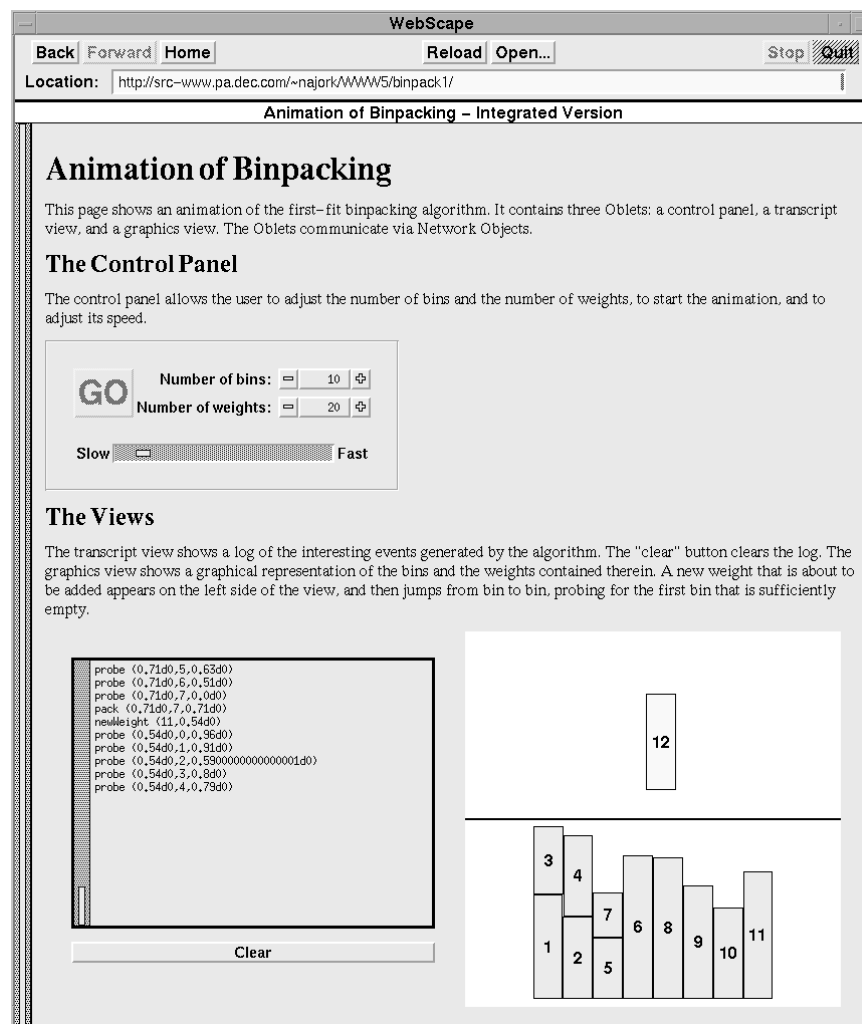 WebScape
Back Forward Home Reload Open... Stop Quit
Location: http://src-www.pa.dec.com/~najork/WWW5/binpack1/
Animation of Binpacking – Integrated Version
Animation of Binpacking
This page shows an animation of the first–fit binpacking algorithm. It contains three Oblets: a control panel, a transcript
view, and a graphics view. The Oblets communicate via Network Objects.
The Control Panel
The control panel allows the user to adjust the number of bins and the number of weights, to start the animation, and to
adjust its speed.
GO
Number of bins: 10
Number of weights: 20
Slow Fast
The Views
The transcript view shows a log of the interesting events generated by the algorithm. The "clear" button clears the log. The
graphics view shows a graphical representation of the bins and the weights contained therein. A new weight that is about to
be added appears on the left side of the view, and then jumps from bin to bin, probing for the first bin that is sufficiently
empty.
probe (0.71d0,5,0.63d0)
probe (0.71d0,6,0.51d0)
probe (0.71d0,7,0.0d0)
pack (0.71d0,7,0.71d0)
newWeight (11,0.54d0)
probe (0.54d0,0,0.96d0)
probe (0.54d0,1,0.91d0)
probe (0.54d0,2,0.590000000000001d0)
probe (0.54d0,3,0.8d0)
probe (0.54d0,4,0.79d0)
Clear
12
3 4
7
6 8 11
1 2 9
5 10